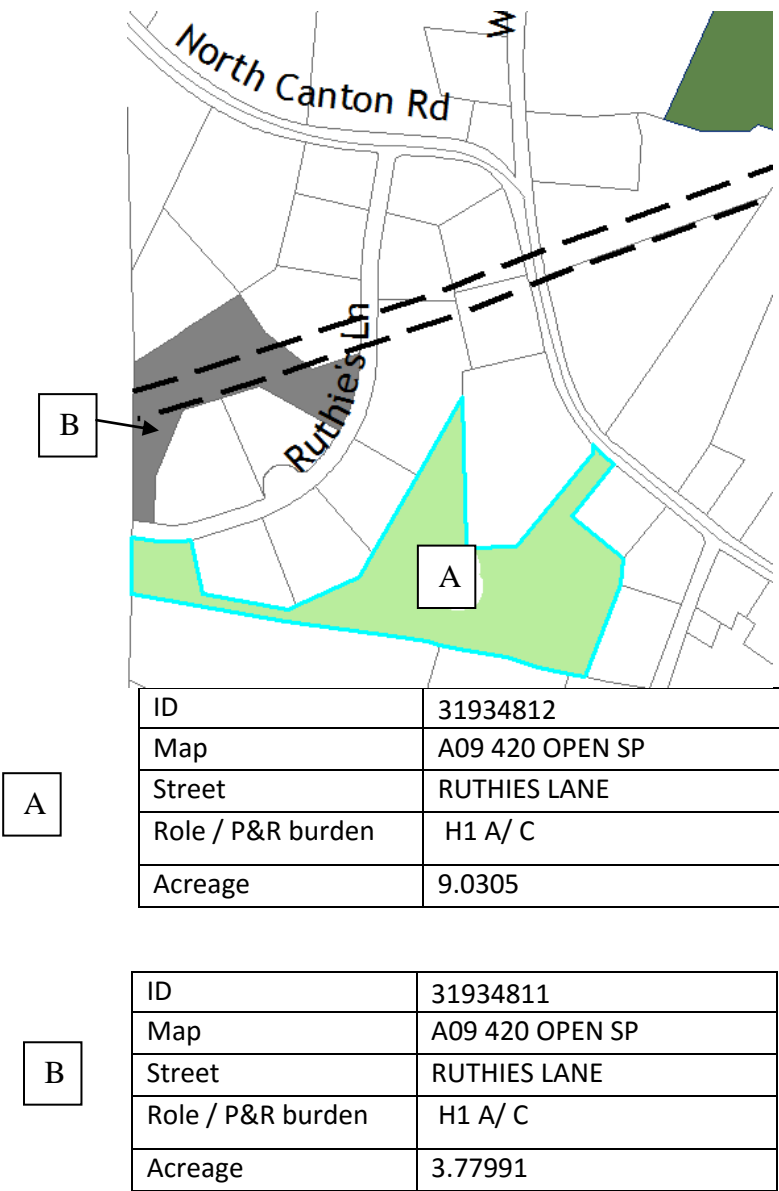 W
North Canton Rd
Ruthie's Ln
B
A
A
ID 31934812
Map A09 420 OPEN SP
Street RUTHIES LANE
Role / P&R burden H1 A/ C
Acreage 9.0305
B
ID 31934811
Map A09 420 OPEN SP
Street RUTHIES LANE
Role / P&R burden H1 A/ C
Acreage 3.77991